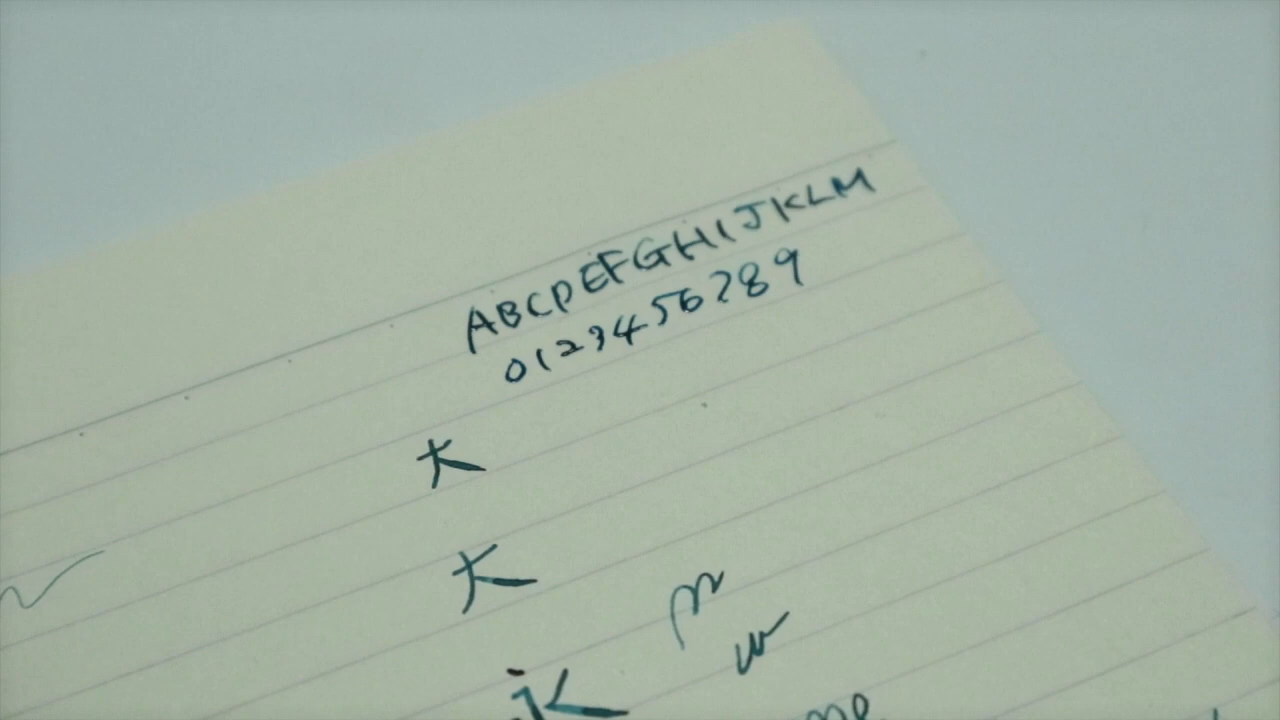 ABCDEFGHIJKLM
0123456789
大
大